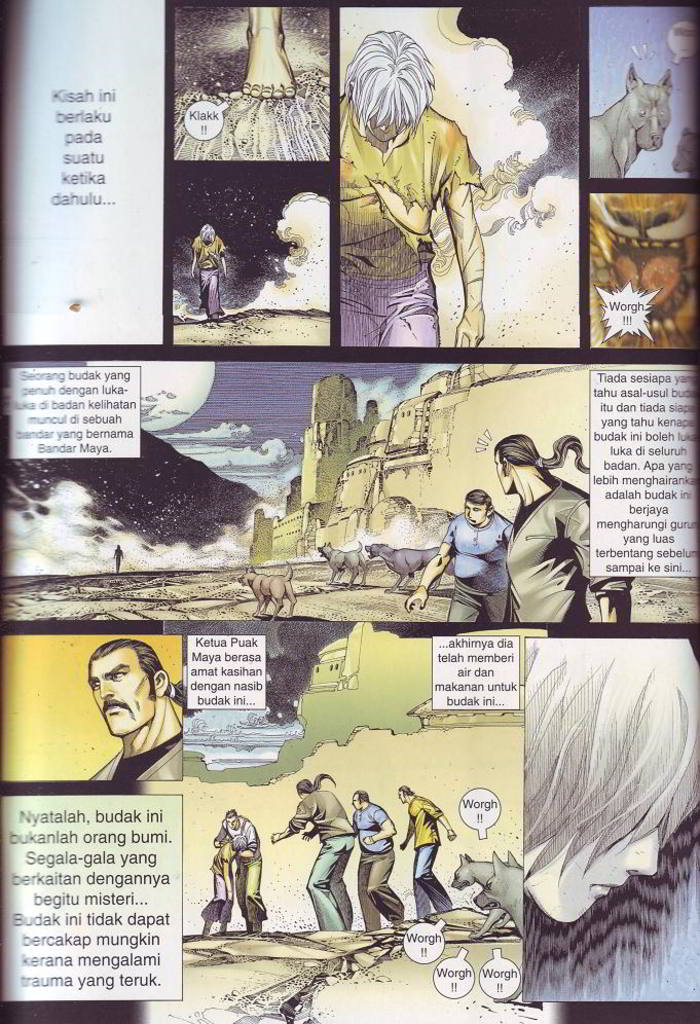 Kisah ini
berlaku
pada
suatu
ketika
dahulu...
Klakk
!!
Worgh
!!!
Seorang budak yang
penuh dengan luka-
luka di badan kelihatan
muncul di sebuah
bandar yang bernama
Bandar Maya.
Tiada sesiapa yang
tahu asal-usul budak
itu dan tiada siapa
yang tahu kenapa
budak ini boleh luka-
luka di seluruh
badan. Apa yang
lebih menghairankan
adalah budak ini
berjaya
mengharungi gurun
yang luas
terbentang sebelum
sampai ke sini...
Ketua Puak
Maya berasa
amat kasihan
dengan nasib
budak ini...
...akhirnya dia
telah memberi
air dan
makanan untuk
budak ini...
Worgh
!!
Nyatalah, budak ini
bukanlah orang bumi.
Segala-gala yang
berkaitan dengannya
begitu misteri...
Budak ini tidak dapat
bercakap mungkin
kerana mengalami
trauma yang teruk.
Worgh
!!
Worgh
!!
Worgh
!!